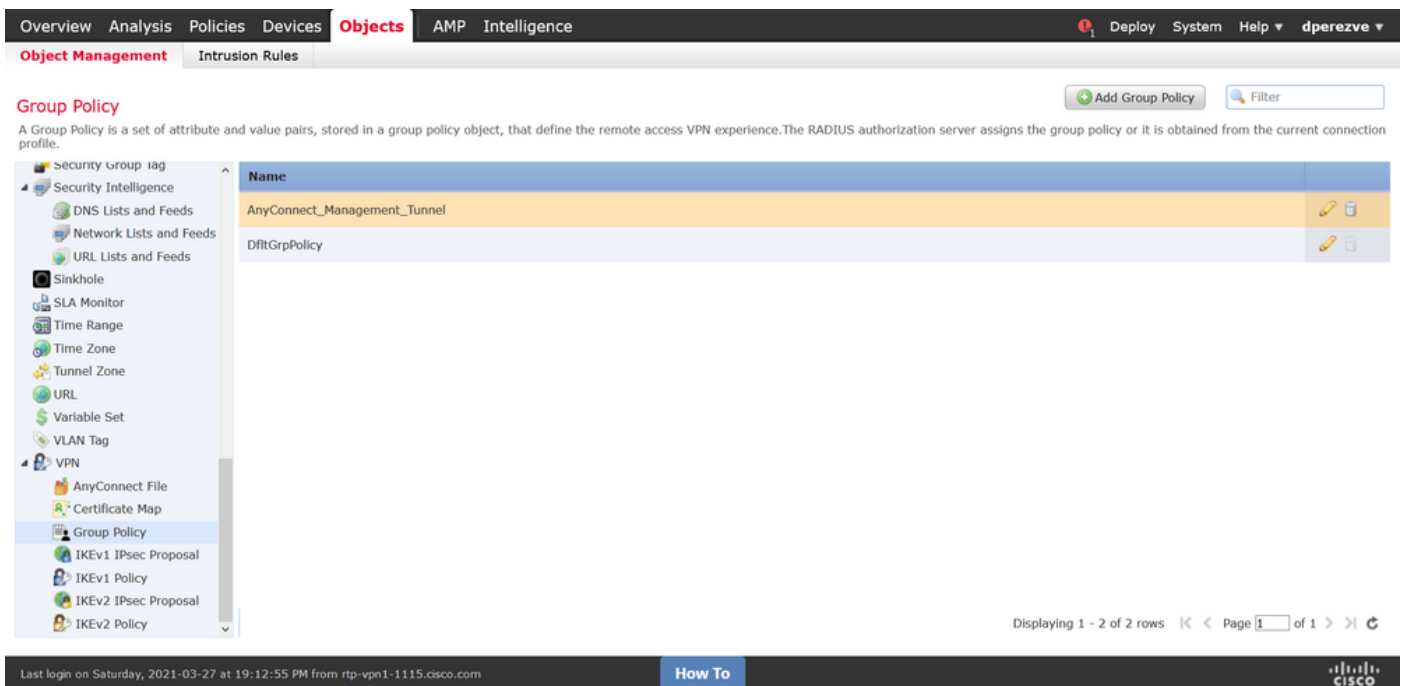 Overview Analysis Policies Devices Objects AMP Intelligence 1 Deploy System Help dperezve
Object Management Intrusion Rules
Group Policy
Add Group Policy Filter
A Group Policy is a set of attribute and value pairs, stored in a group policy object, that define the remote access VPN experience.The RADIUS authorization server assigns the group policy or it is obtained from the current connection
profile.
Security Group Tag
Security Intelligence
DNS Lists and Feeds
Network Lists and Feeds
URL Lists and Feeds
Sinkhole
SLA Monitor
Time Range
Time Zone
Tunnel Zone
URL
Variable Set
VLAN Tag
VPN
AnyConnect File
Certificate Map
Group Policy
IKEv1 IPsec Proposal
IKEv1 Policy
IKEv2 IPsec Proposal
IKEv2 Policy
Name
AnyConnect_Management_Tunnel
DfltGrpPolicy
Displaying 1 - 2 of 2 rows |< < Page 1 of 1 > >|
Last login on Saturday, 2021-03-27 at 19:12:55 PM from rtp-vpn1-1115.cisco.com
How To
CISCO